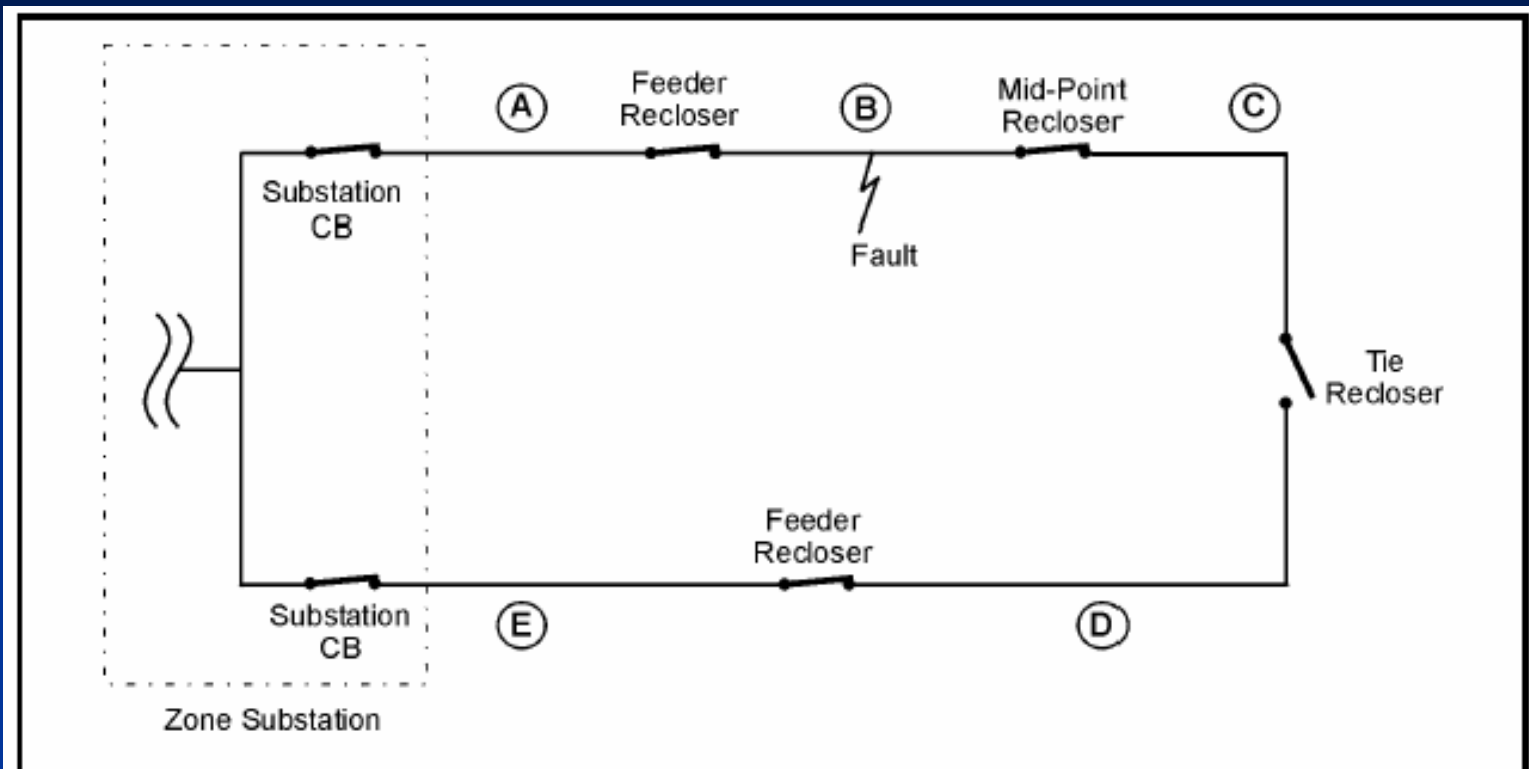 A
Feeder
Recloser
B
Mid-Point
Recloser
C
Substation
CB
Fault
Tie
Recloser
Feeder
Recloser
Substation
CB
E
D
Zone Substation